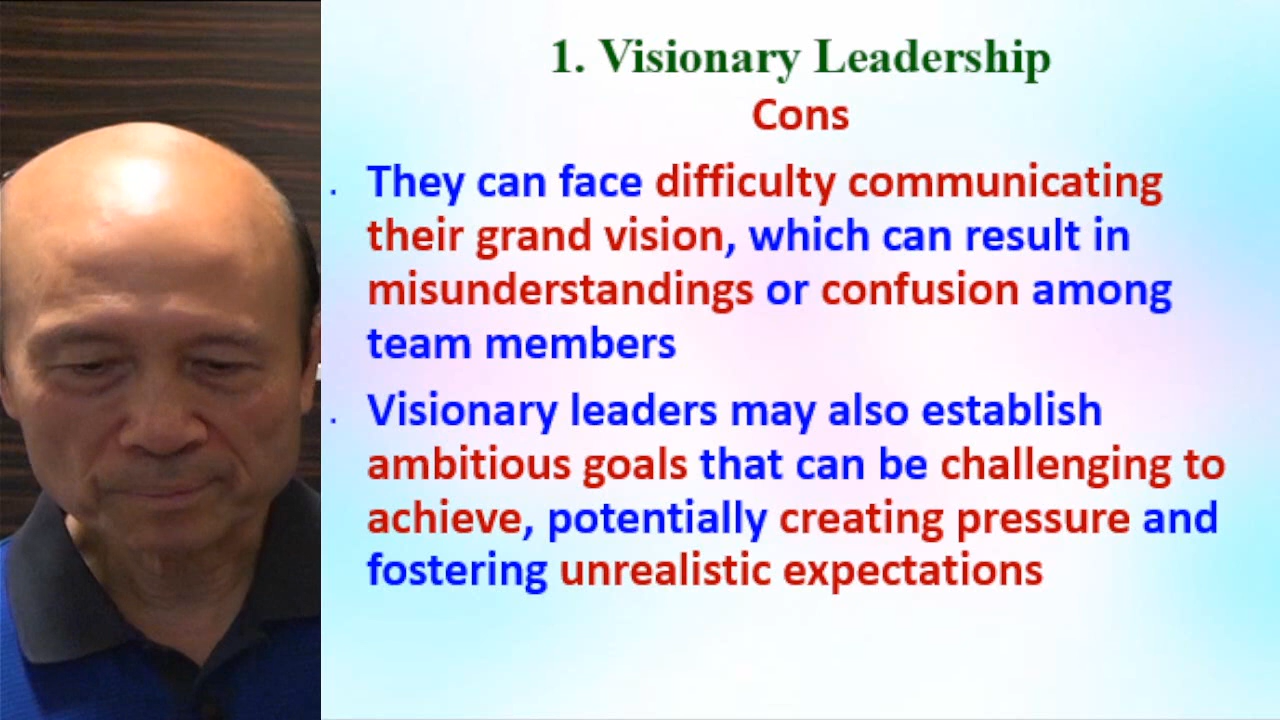 1. Visionary Leadership
Cons
. They can face difficulty communicating
their grand vision, which can result in
misunderstandings or confusion among
team members
. Visionary leaders may also establish
ambitious goals that can be challenging to
achieve, potentially creating pressure and
fostering unrealistic expectations